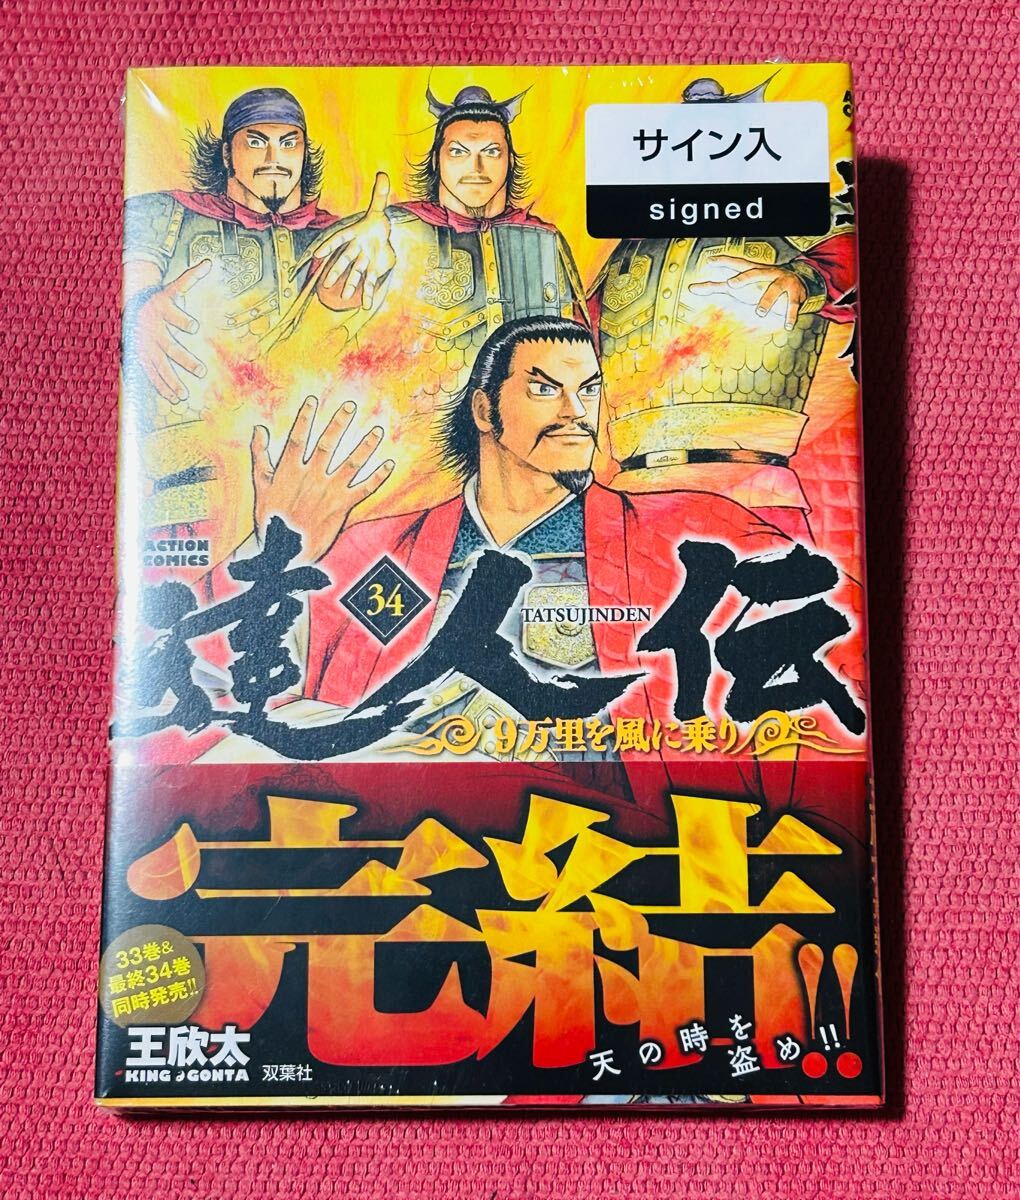 サイン入
signed
ACTION
COMICS
達人伝
34
TATSUJINDEN
9万里を風に乗り
完結!!
33巻&
最終34巻
同時発売!!
天の時を
盗め!!
王欣太
KING GONTA
双葉社